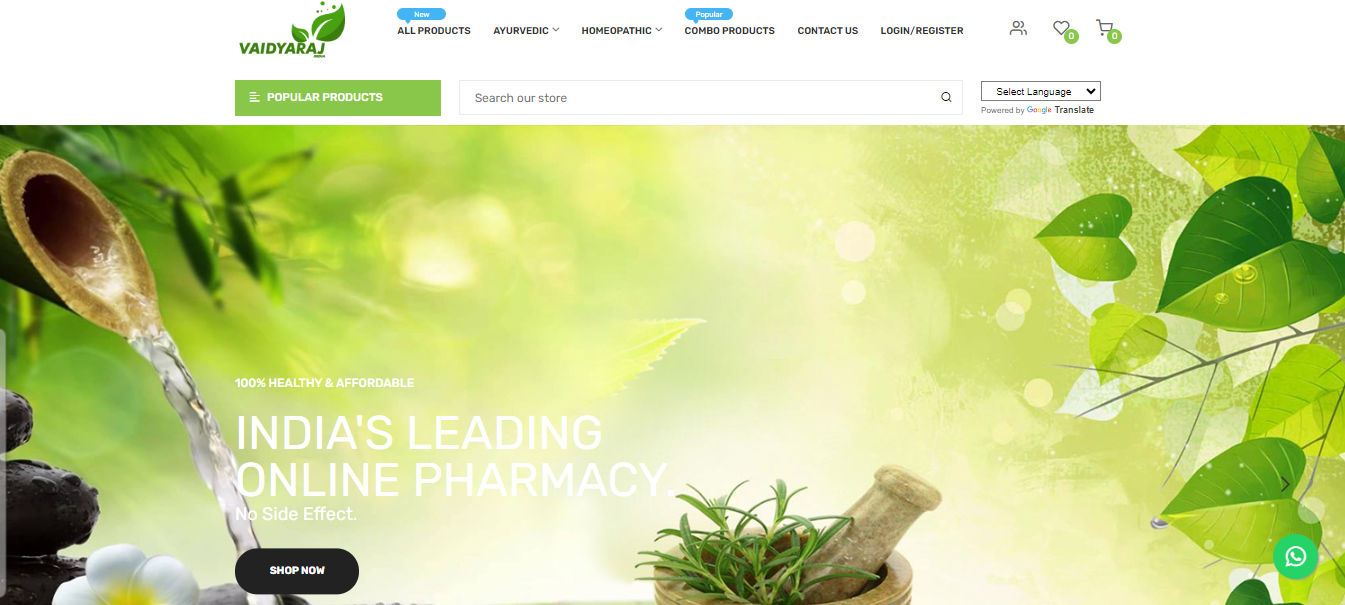 New
Popular
VAIDYARAJ
INDIA
ALL PRODUCTS
AYURVEDIC
HOMEOPATHIC
COMBO PRODUCTS
CONTACT US
LOGIN/REGISTER
0
0
POPULAR PRODUCTS
Search our store
Select Language
Powered by Google Translate
100% HEALTHY & AFFORDABLE
INDIA'S LEADING
ONLINE PHARMACY.
No Side Effect.
SHOP NOW